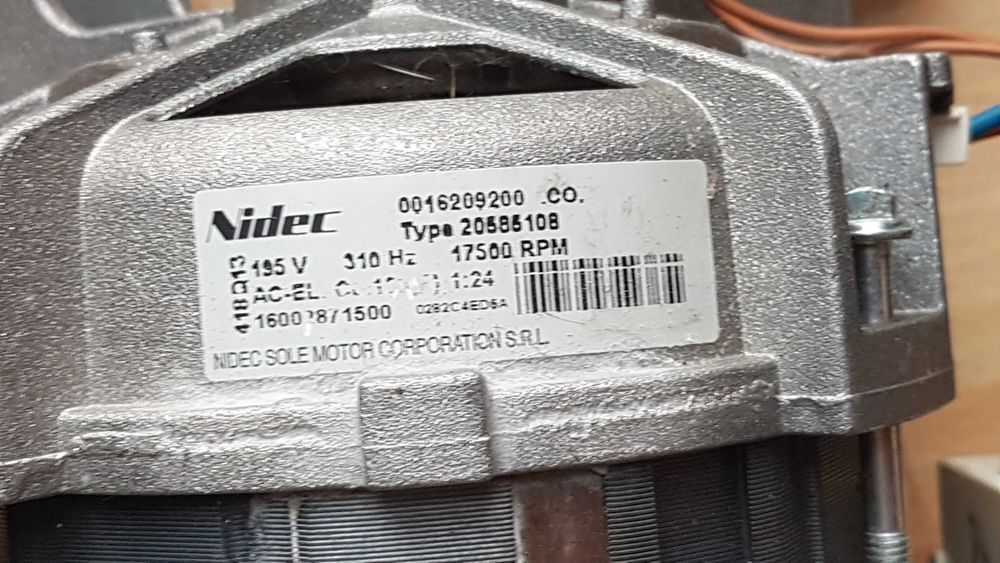 Nidec
0016209200 .CO.
Type 20585108
195 V 310 Hz 17500 RPM
AC-EL. 1:24
1500 0282C4ED5A
NIDEC SOLE MOTOR CORPORATION S.R.L.